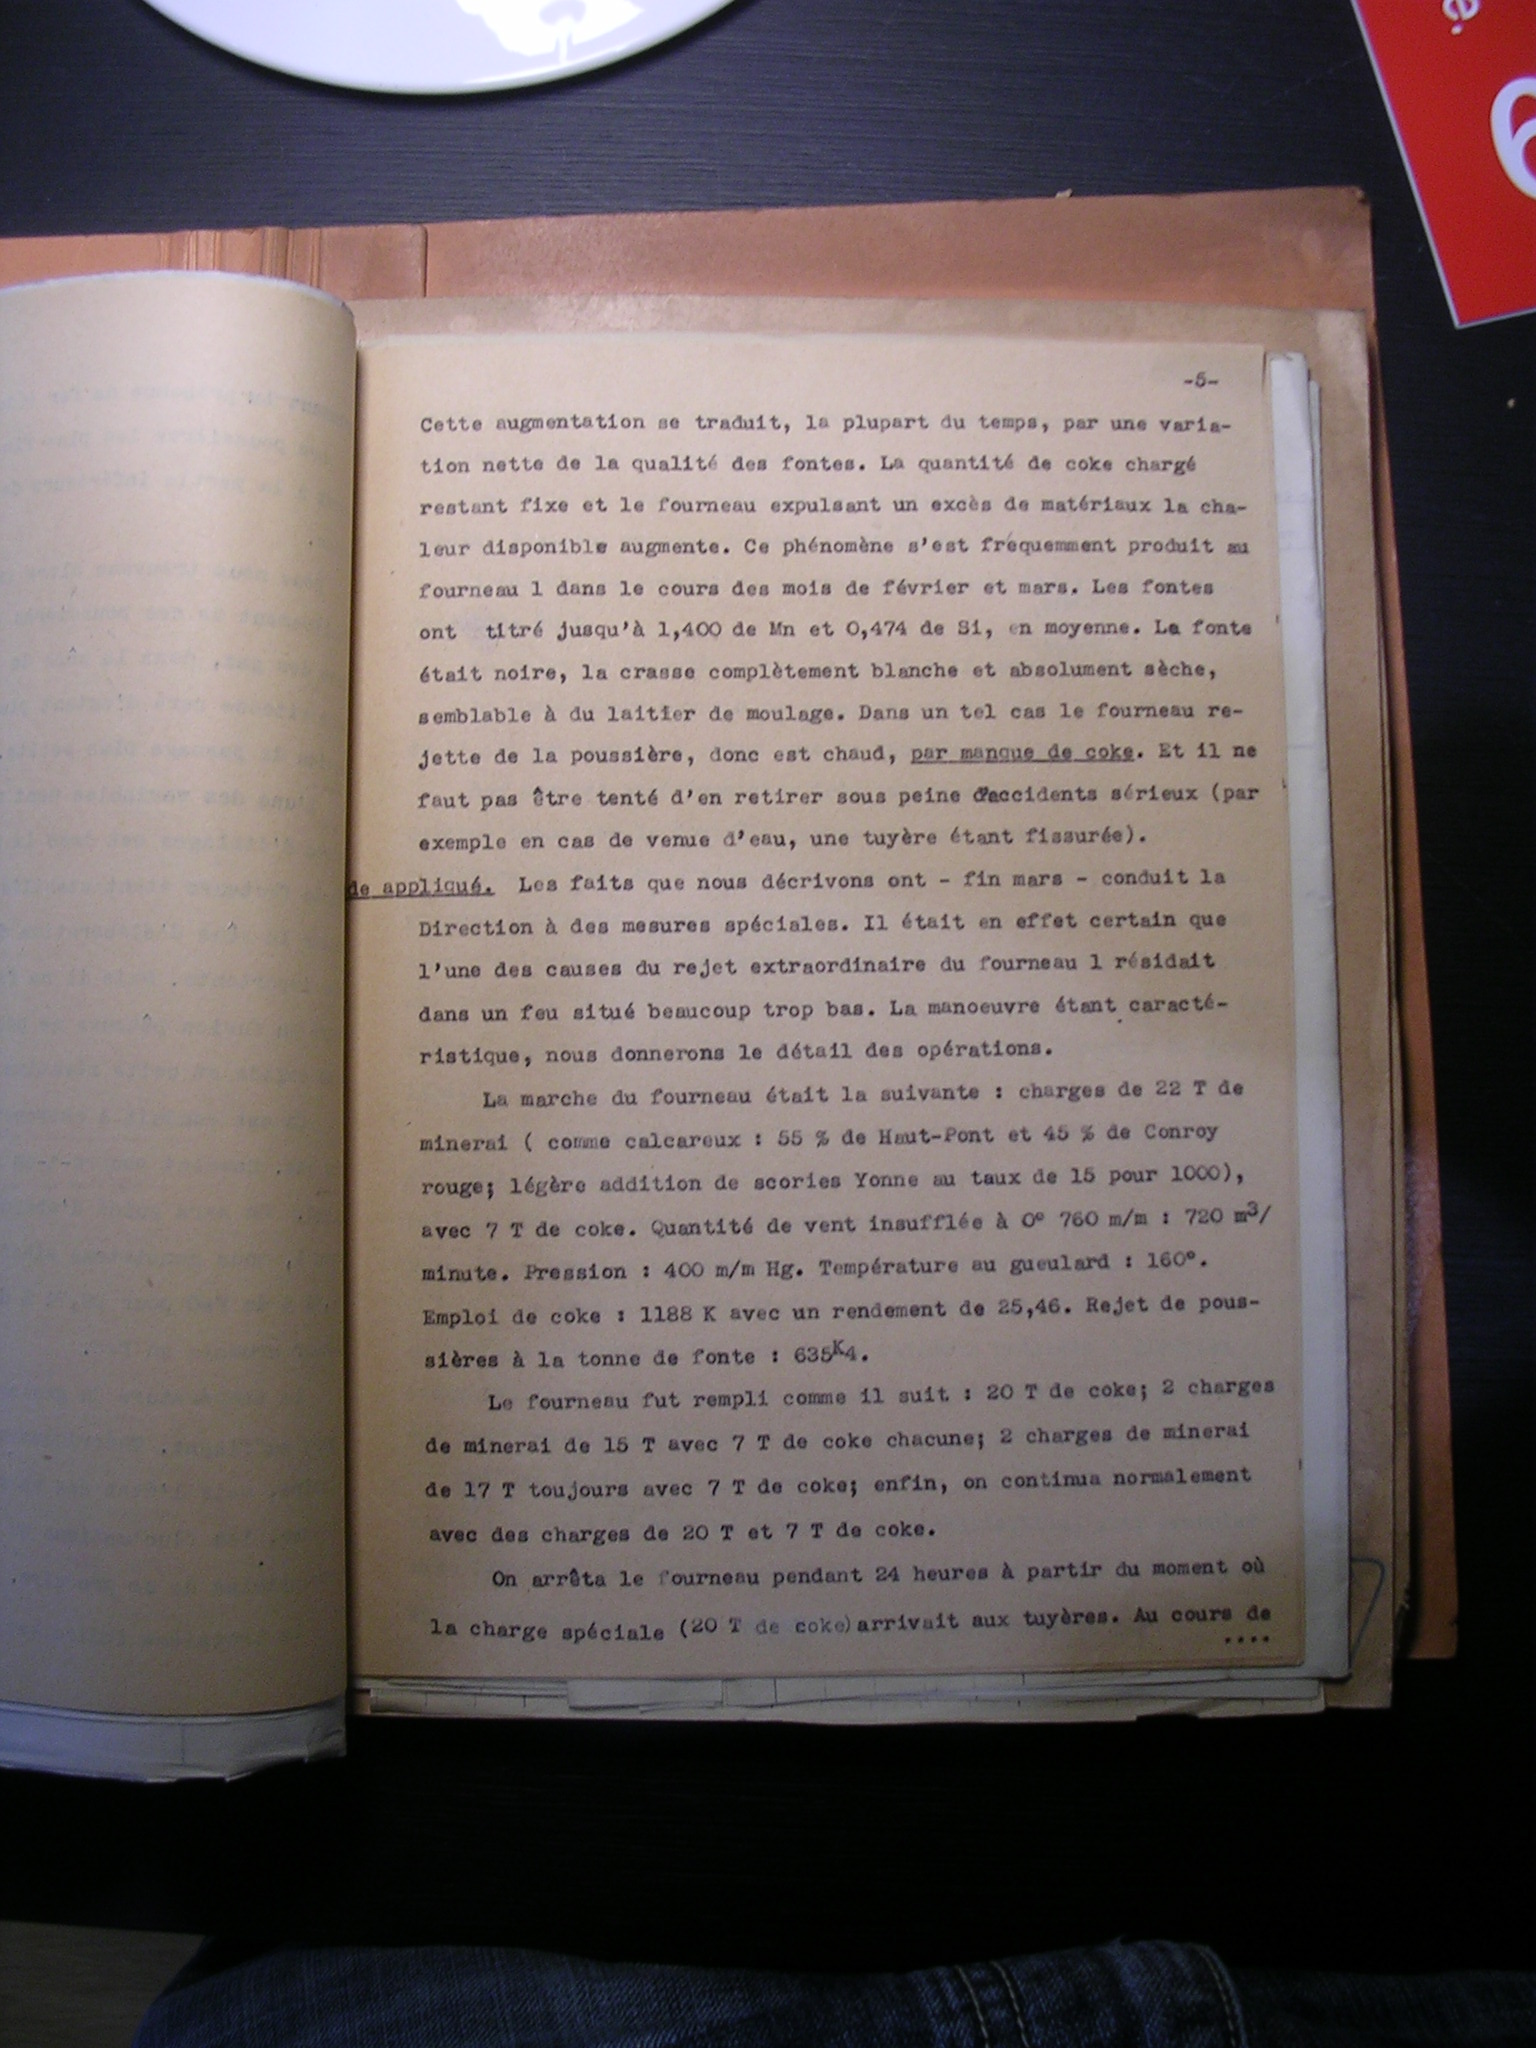 -5-
Cette augmentation se traduit, la plupart du temps, par une varia-
tion nette de la qualité des fontes. La quantité de coke chargé
restant fixe et le fourneau expulsant un excès de matériaux la cha-
leur disponible augmente. Ce phénomène s'est fréquemment produit au
fourneau 1 dans le cours des mois de février et mars. Les fontes
ont titré jusqu'à 1,400 de Mn et 0,474 de Si, en moyenne. La fonte
était noire, la crasse complètement blanche et absolument sèche,
semblable à du laitier de moulage. Dans un tel cas le fourneau re-
jette de la poussière, donc est chaud, par manque de coke. Et il ne
faut pas être tenté d'en retirer sous peine d'accidents sérieux (par
exemple en cas de venue d'eau, une tuyère étant fissurée).
de appliqué. Les faits que nous décrivons ont - fin mars - conduit la
Direction à des mesures spéciales. Il était en effet certain que
l'une des causes du rejet extraordinaire du fourneau 1 résidait
dans un feu situé beaucoup trop bas. La manoeuvre étant caracté-
ristique, nous donnerons le détail des opérations.
La marche du fourneau était la suivante : charges de 22 T de
minerai ( comme calcareux : 55 % de Haut-Pont et 45 % de Conroy
rouge; légère addition de scories Yonne au taux de 15 pour 1000),
avec 7 T de coke. Quantité de vent insufflée à 0° 760 m/m : 720 m3/
minute. Pression : 400 m/m Hg. Température au gueulard : 160°.
Emploi de coke : 1188 K avec un rendement de 25,46. Rejet de pous-
sières à la tonne de fonte : 635K4.
Le fourneau fut rempli comme il suit : 20 T de coke; 2 charges
de minerai de 15 T avec 7 T de coke chacune; 2 charges de minerai
de 17 T toujours avec 7 T de coke; enfin, on continua normalement
avec des charges de 20 T et 7 T de coke.
On arrêta le fourneau pendant 24 heures à partir du moment où
la charge spéciale (20 T de coke) arrivait aux tuyères. Au cours de
....